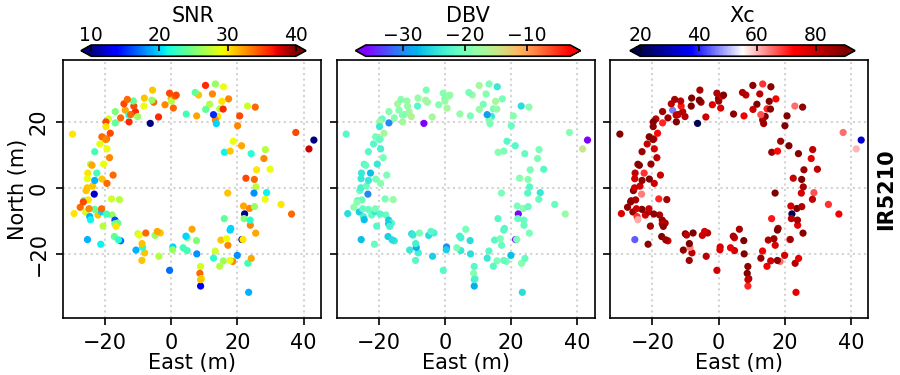 SNR
DBV
Xc
10 20 30 40
−30 −20 −10
20 40 60 80
North (m)
20
0
−20
IR5210
−20 0 20 40
−20 0 20 40
−20 0 20 40
East (m)
East (m)
East (m)